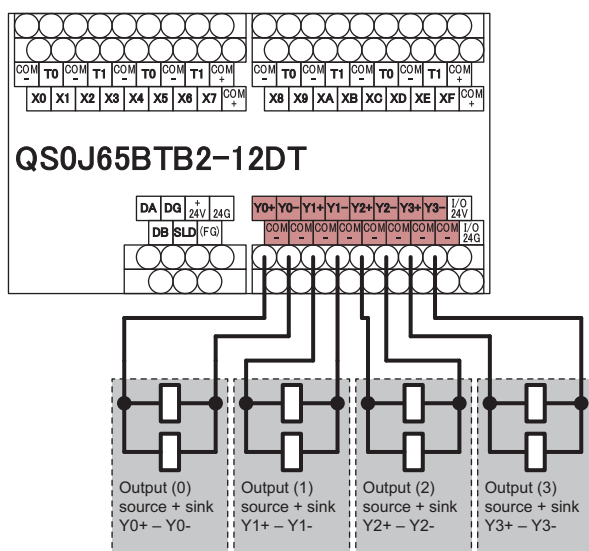 COM - T0 COM - T1 COM - T0 COM - T1 COM +
X0 X1 X2 X3 X4 X5 X6 X7 COM +
COM - T0 COM - T1 COM - T0 COM - T1 COM +
X8 X9 XA XB XC XD XE XF COM +
QS0J65BTB2-12DT
DA DG + 24V 24G
DB SLD (FG)
Y0+ Y0- Y1+ Y1- Y2+ Y2- Y3+ Y3- I/O 24V
COM - COM - COM - COM - COM - COM - COM - COM - I/O 24G
Output (0)
source + sink
Y0+ – Y0-
Output (1)
source + sink
Y1+ – Y1-
Output (2)
source + sink
Y2+ – Y2-
Output (3)
source + sink
Y3+ – Y3-